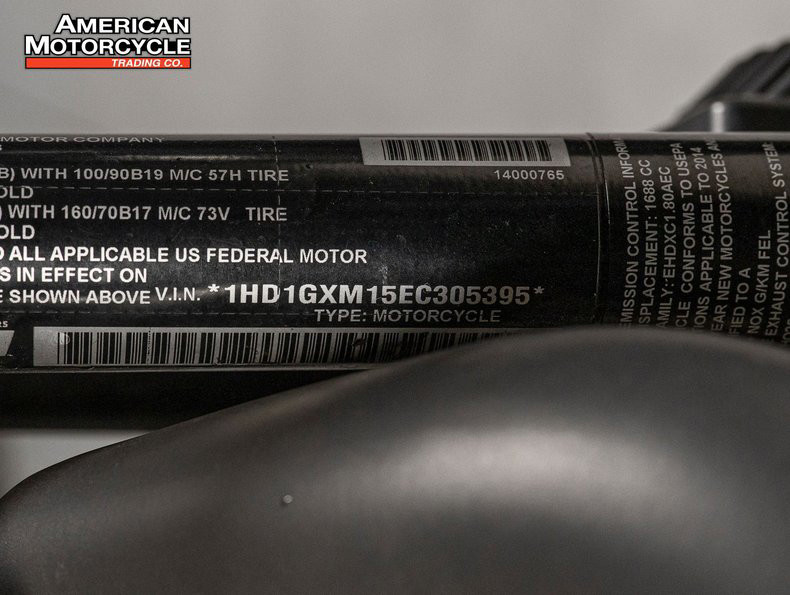 AMERICAN
MOTORCYCLE
TRADING CO.
MOTOR COMPANY
B) WITH 100/90B19 M/C 57H TIRE
OLD
) WITH 160/70B17 M/C 73V TIRE
OLD
ALL APPLICABLE US FEDERAL MOTOR
S IN EFFECT ON
E SHOWN ABOVE V.I.N. *1HD1GXM15EC305395*
TYPE: MOTORCYCLE
14000765
EMISSION CONTROL INFORM
ISPLACEMENT: 1688 CC
FAMILY: EHDXC1.80AEC
CLE CONFORMS TO USEPA
IONS APPLICABLE TO 2014
EAR NEW MOTORCYCLES AN
FIED TO A
NOX G/KM FEL
EXHAUST CONTROL SYSTEM